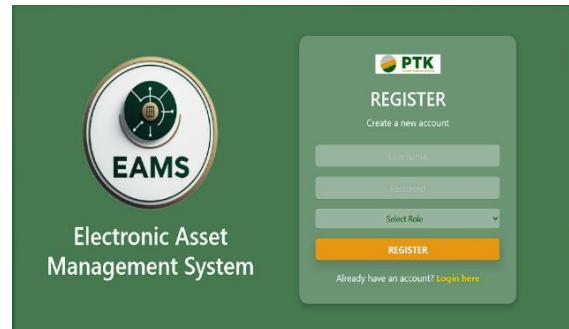 EAMS
Electronic Asset
Management System
PTK
REGISTER
Create a new account
Username
Password
Select Role
REGISTER
Already have an account? Login here